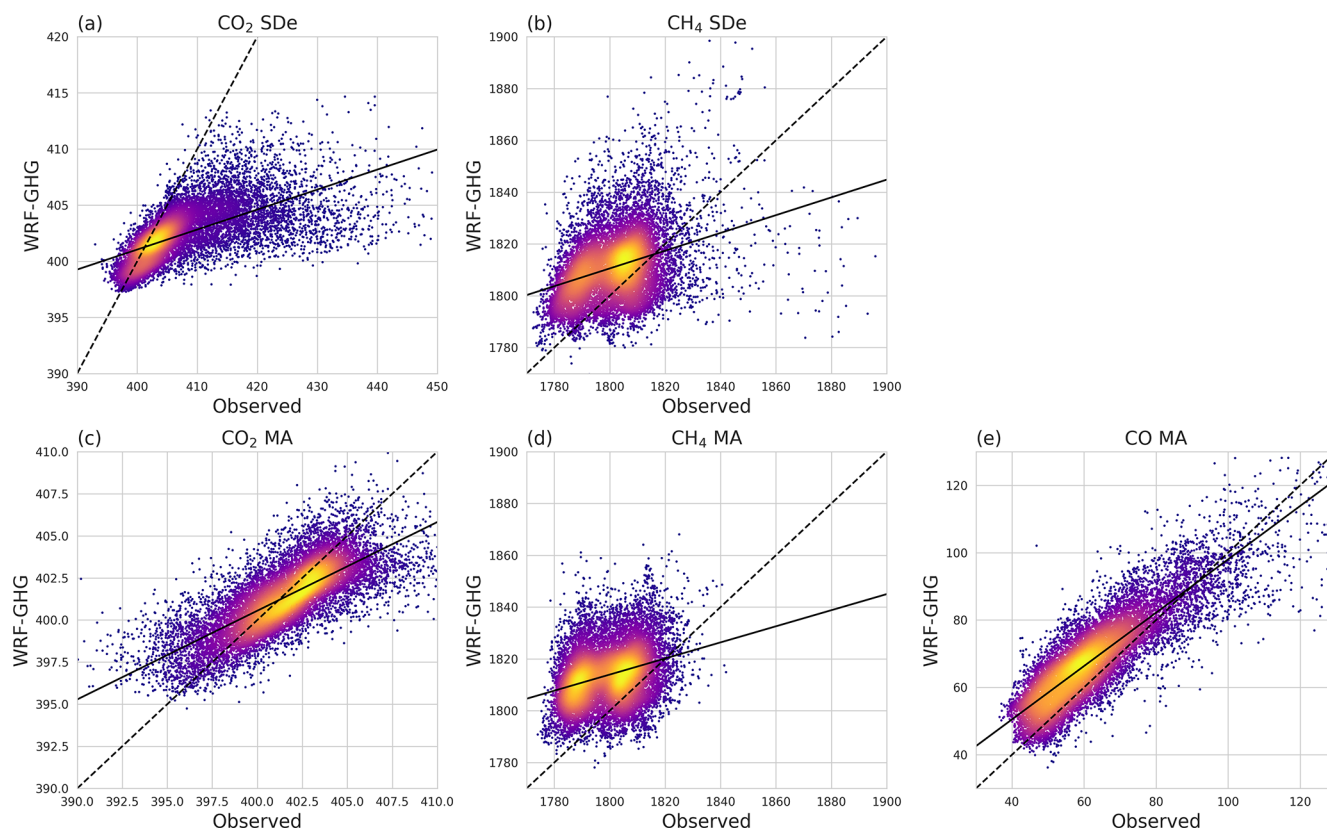 (a) CO₂ SDe
420
415
410
405
400
395
390
WRF-GHG
390 400 410 420 430 440 450
Observed
(b) CH₄ SDe
1900
1880
1860
1840
1820
1800
1780
WRF-GHG
1780 1800 1820 1840 1860 1880 1900
Observed
(c) CO₂ MA
410.0
407.5
405.0
402.5
400.0
397.5
395.0
392.5
390.0
WRF-GHG
390.0 392.5 395.0 397.5 400.0 402.5 405.0 407.5 410.0
Observed
(d) CH₄ MA
1900
1880
1860
1840
1820
1800
1780
WRF-GHG
1780 1800 1820 1840 1860 1880 1900
Observed
(e) CO MA
120
100
80
60
40
WRF-GHG
40 60 80 100 120
Observed